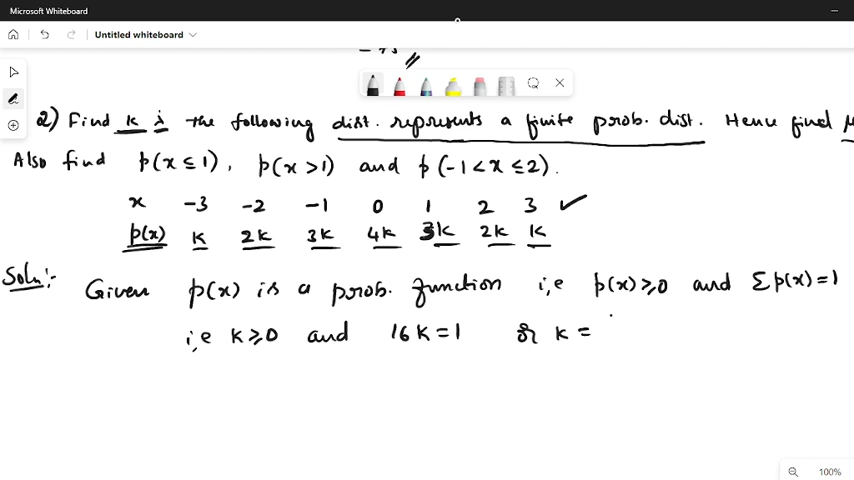 Microsoft Whiteboard
Untitled whiteboard
2) Find k ∋ the following dist. represents a finite prob. dist. Hence find μ
Also find p(x ≤ 1), p(x > 1) and p(-1 < x ≤ 2).
x -3 -2 -1 0 1 2 3 ✓
p(x) k 2k 3k 4k 3k 2k k
Soln:- Given p(x) is a prob. function i,e p(x) ≥ 0 and Σp(x) = 1
i,e k ≥ 0 and 16k = 1 or k =
100%